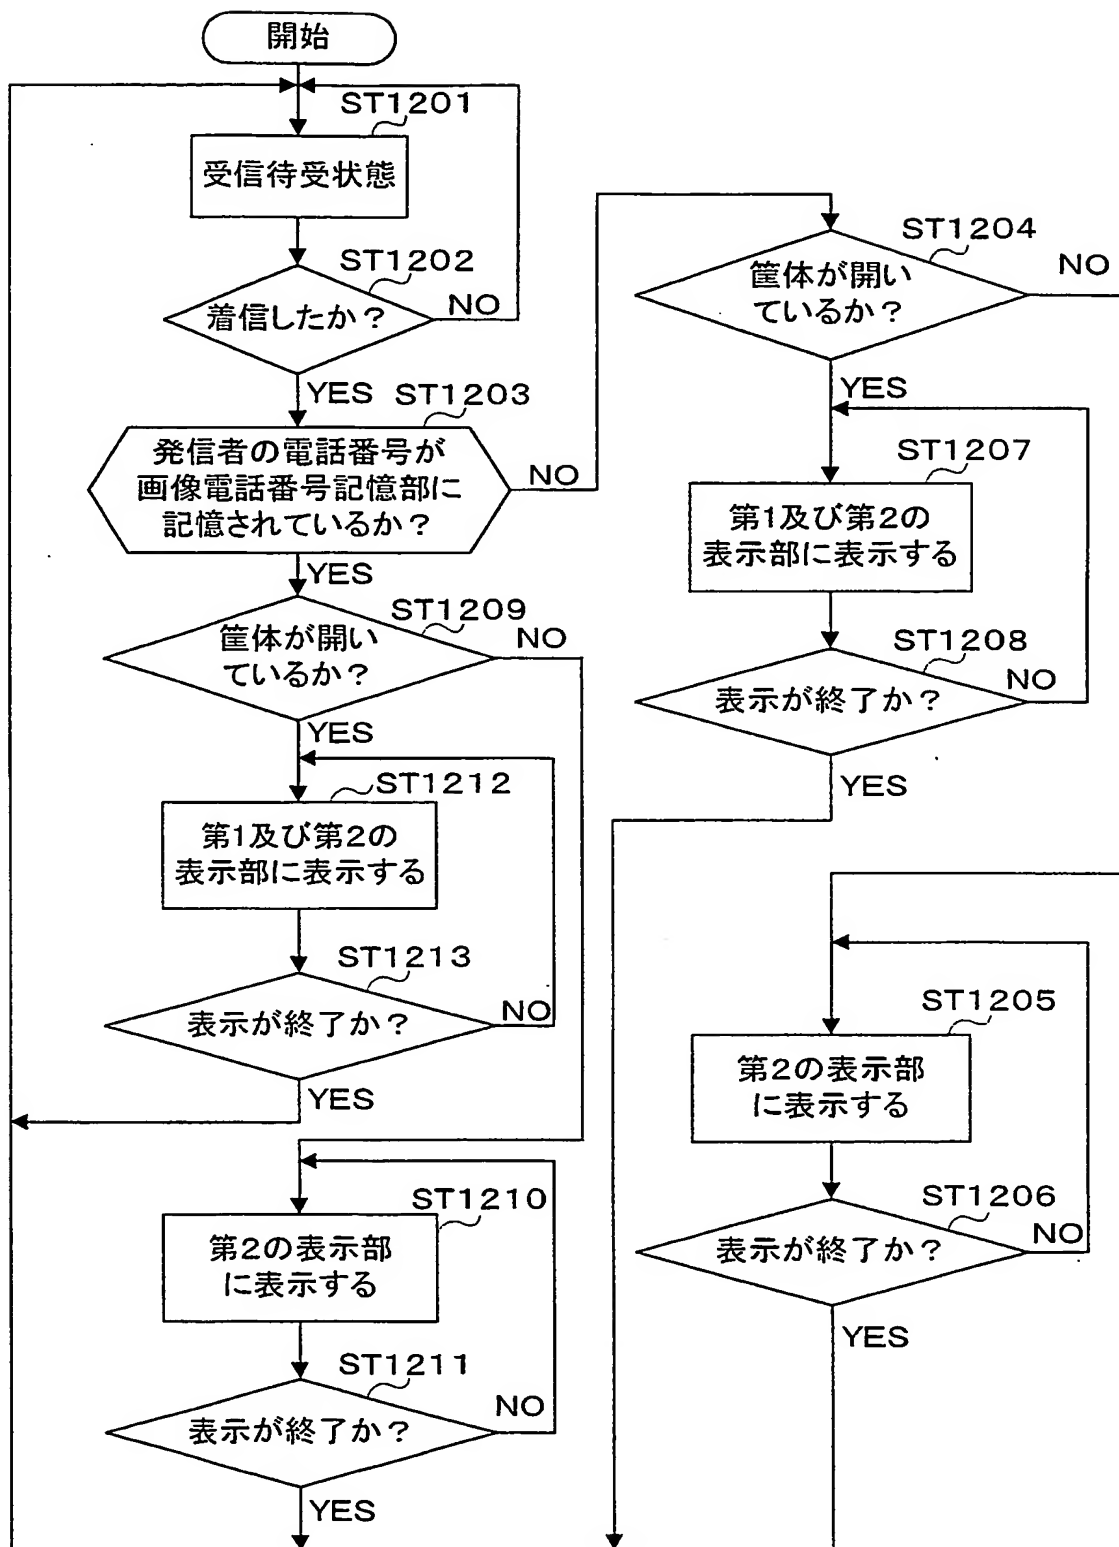 開始
ST1201
受信待受状態
ST1202
着信したか？
NO
YES
ST1203
発信者の電話番号が
画像電話番号記憶部に
記憶されているか？
NO
YES
ST1209
筐体が開い
ているか？
NO
YES
ST1212
第1及び第2の
表示部に表示する
ST1213
表示が終了か？
NO
YES
ST1210
第2の表示部
に表示する
ST1211
表示が終了か？
NO
YES
ST1204
筐体が開い
ているか？
NO
YES
ST1207
第1及び第2の
表示部に表示する
ST1208
表示が終了か？
NO
YES
ST1205
第2の表示部
に表示する
ST1206
表示が終了か？
NO
YES